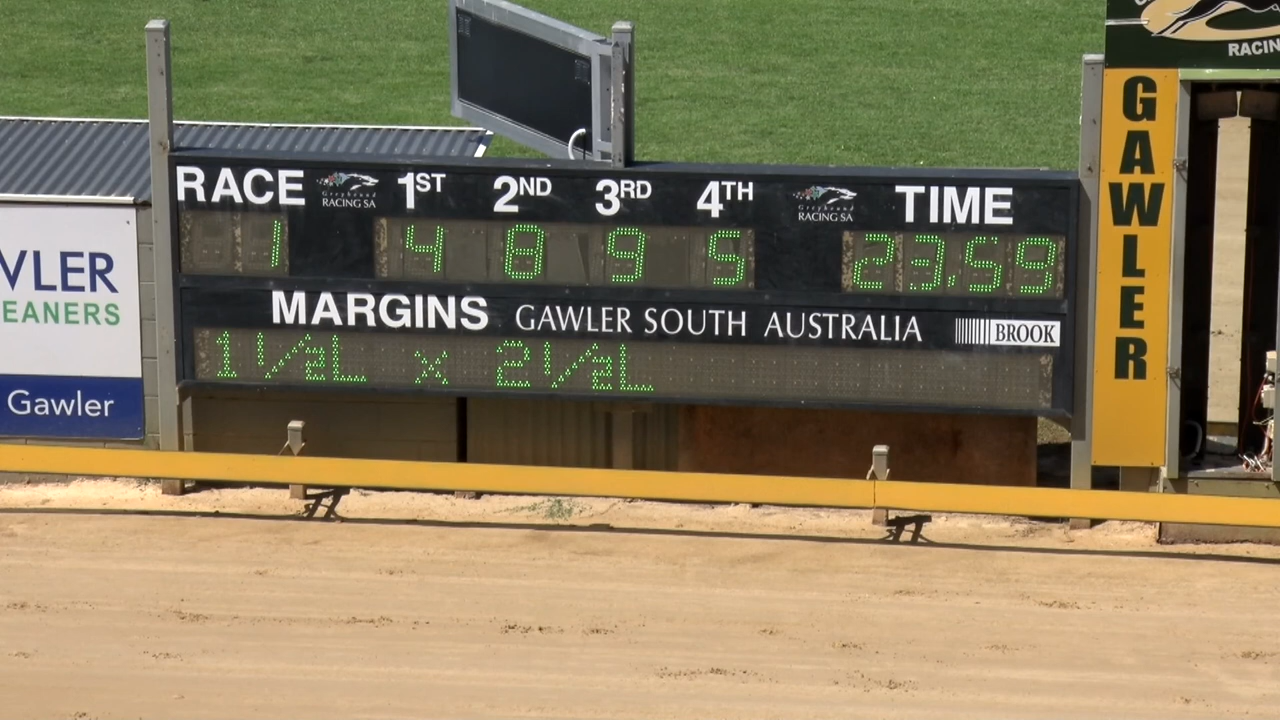 RACING
GAWLER
RACE
Greyhound
RACING SA
1ST 2ND 3RD 4TH
Greyhound
RACING SA
TIME
1 4 8 9 5 23.59
MARGINS GAWLER SOUTH AUSTRALIA BROOK
1 1/2L x 2 1/2L
EANERS
Gawler